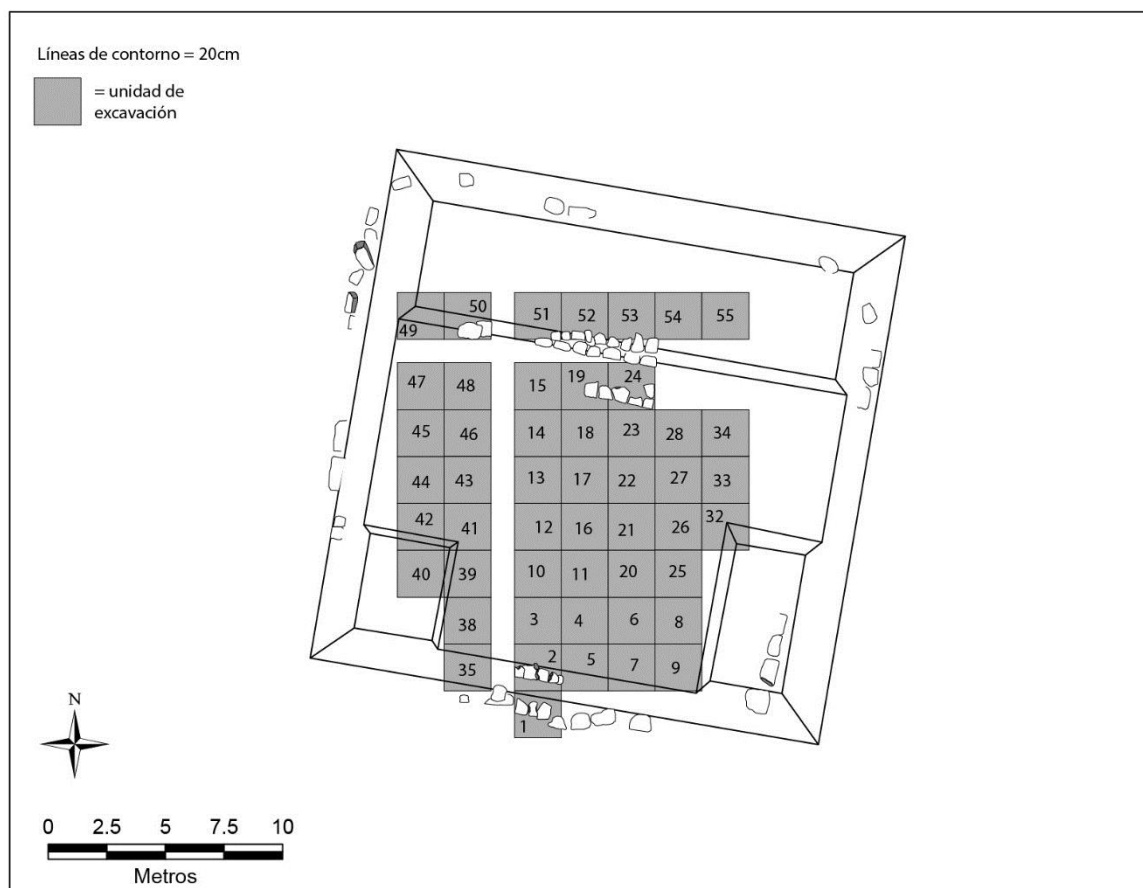 Líneas de contorno = 20cm
= unidad de
excavación
50 51 52 53 54 55
49
47 48 15 19 24
45 46 14 18 23 28 34
44 43 13 17 22 27 33
42 41 12 16 21 26 32
40 39 10 11 20 25
38 3 4 6 8
35 2 5 7 9
1
N
0 2.5 5 7.5 10
Metros